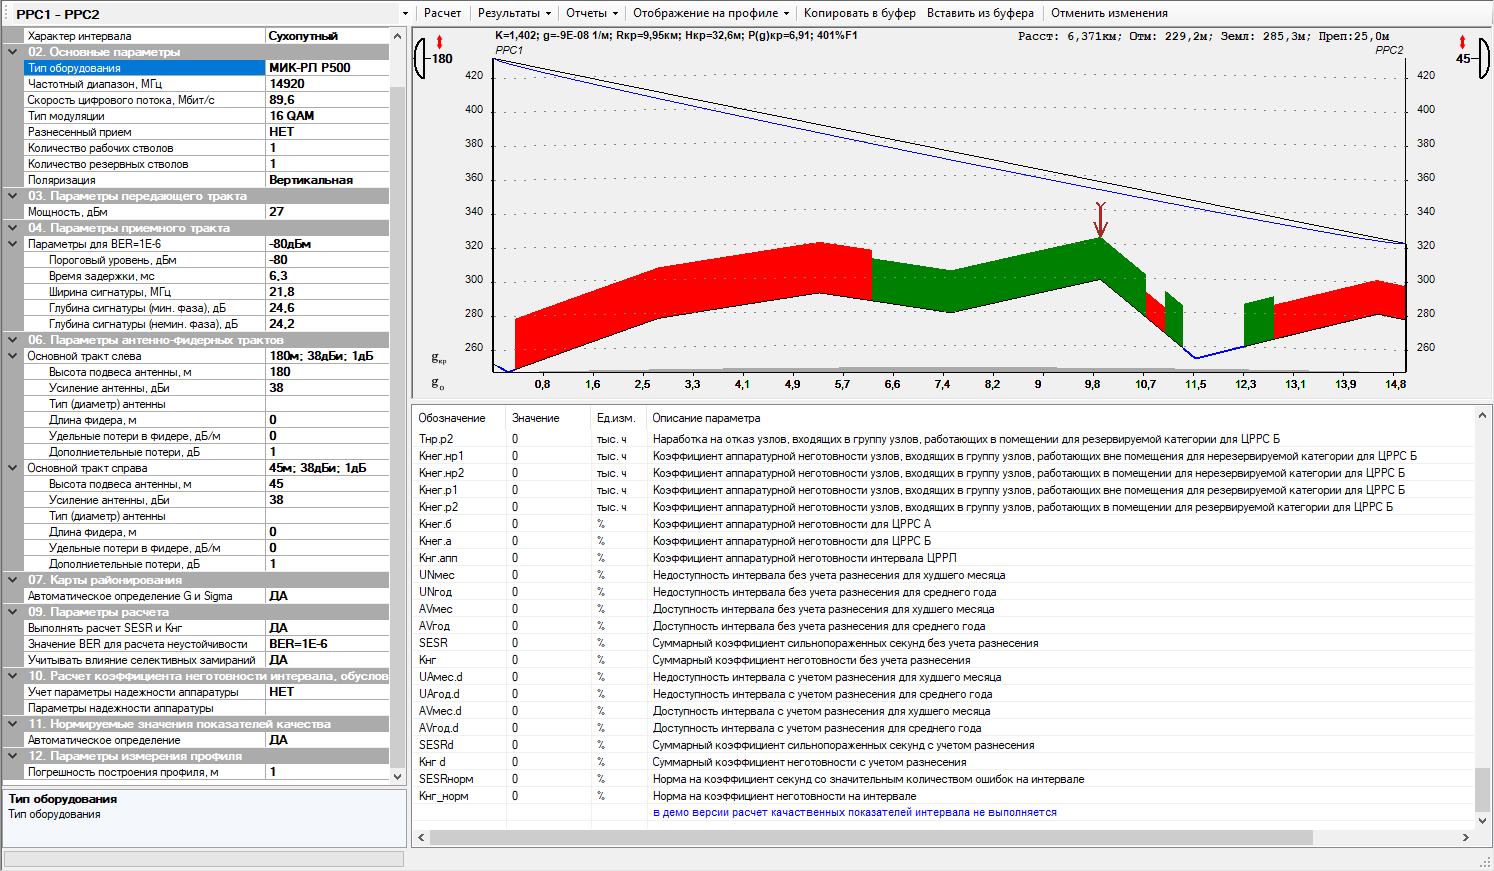 РРС1 - РРС2
Расчет Результаты Отчеты Отображение на профиле Копировать в буфер Вставить из буфера Отменить изменения
Характер интервала Сухопутный
02. Основные параметры
Тип оборудования МИК-РЛ Р500
Частотный диапазон, МГц 14920
Скорость цифрового потока, Мбит/с 89,6
Тип модуляции 16 QAM
Разнесенный прием НЕТ
Количество рабочих стволов 1
Количество резервных стволов 1
Поляризация Вертикальная
03. Параметры передающего тракта
Мощность, дБм 27
04. Параметры приемного тракта
Параметры для BER=1E-6 -80дБм
Пороговый уровень, дБм -80
Время задержки, мс 6,3
Ширина сигнатуры, МГц 21,8
Глубина сигнатуры (мин. фаза), дБ 24,6
Глубина сигнатуры (немин. фаза), дБ 24,2
06. Параметры антенно-фидерных трактов
Основной тракт слева 180м; 38дБи; 1дБ
Высота подвеса антенны, м 180
Усиление антенны, дБи 38
Тип (диаметр) антенны
Длина фидера, м 0
Удельные потери в фидере, дБ/м 0
Дополниетельные потери, дБ 1
Основной тракт справа 45м; 38дБи; 1дБ
Высота подвеса антенны, м 45
Усиление антенны, дБи 38
Тип (диаметр) антенны
Длина фидера, м 0
Удельные потери в фидере, дБ/м 0
Дополниетельные потери, дБ 1
07. Карты районирования
Автоматическое определение G и Sigma ДА
09. Параметры расчета
Выполнять расчет SESR и Кнг ДА
Значение BER для расчета неустойчивости BER=1E-6
Учитывать влияние селективных замираний ДА
10. Расчет коэффициента неготовности интервала, обуслов
Учет параметры надежности аппаратуры НЕТ
Параметры надежности аппаратуры
11. Нормируемые значения показателей качества
Автоматическое определение ДА
12. Параметры измерения профиля
Погрешность построения профиля, м 1
Тип оборудования
Тип оборудования
K=1,402; g=-9E-08 1/м; Rкр=9,95км; Hкр=32,6м; P(g)кр=6,91; 401%F1
Расст: 6,371км; Отм: 229,2м; Земл: 285,3м; Преп:25,0м
РРС1 РРС2
180 45
420 420
400 400
380 380
360 360
340 340
320 320
300 300
280 280
260 260
gкр
g0
0,8 1,6 2,5 3,3 4,1 4,9 5,7 6,6 7,4 8,2 9 9,8 10,7 11,5 12,3 13,1 13,9 14,8
Обозначение Значение Ед.изм. Описание параметра
Тнр.р2 0 тыс. ч Наработка на отказ узлов, входящих в группу узлов, работающих в помещении для резервируемой категории для ЦРРС Б
Кнег.нр1 0 тыс. ч Коэффициент аппаратурной неготовности узлов, входящих в группу узлов, работающих вне помещения для нерезервируемой категории для ЦРРС Б
Кнег.нр2 0 тыс. ч Коэффициент аппаратурной неготовности узлов, входящих в группу узлов, работающих в помещении для нерезервируемой категории для ЦРРС Б
Кнег.р1 0 тыс. ч Коэффициент аппаратурной неготовности узлов, входящих в группу узлов, работающих вне помещения для резервируемой категории для ЦРРС Б
Кнег.р2 0 тыс. ч Коэффициент аппаратурной неготовности узлов, входящих в группу узлов, работающих в помещении для резервируемой категории для ЦРРС Б
Кнег.б 0 % Коэффициент аппаратурной неготовности для ЦРРС А
Кнег.а 0 % Коэффициент аппаратурной неготовности для ЦРРС Б
Кнг.апп 0 % Коэффициент аппаратурной неготовности интервала ЦРРЛ
UNмес 0 % Недоступность интервала без учета разнесения для худшего месяца
UNгод 0 % Недоступность интервала без учета разнесения для среднего года
AVмес 0 % Доступность интервала без учета разнесения для худшего месяца
AVгод 0 % Доступность интервала без учета разнесения для среднего года
SESR 0 % Суммарный коэффициент сильнопораженных секунд без учета разнесения
Кнг 0 % Суммарный коэффициент неготовности без учета разнесения
UAмес.d 0 % Недоступность интервала с учетом разнесения для худшего месяца
UAгод.d 0 % Недоступность интервала с учетом разнесения для среднего года
AVмес.d 0 % Доступность интервала с учетом разнесения для худшего месяца
AVгод.d 0 % Доступность интервала с учетом разнесения для среднего года
SESRd 0 % Суммарный коэффициент сильнопораженных секунд с учетом разнесения
Кнг d 0 % Суммарный коэффициент неготовности с учетом разнесения
SESRнорм 0 % Норма на коэффициент секунд со значительным количеством ошибок на интервале
Кнг_норм 0 % Норма на коэффициент неготовности на интервале
в демо версии расчет качаственных показателей интервала не выполняется